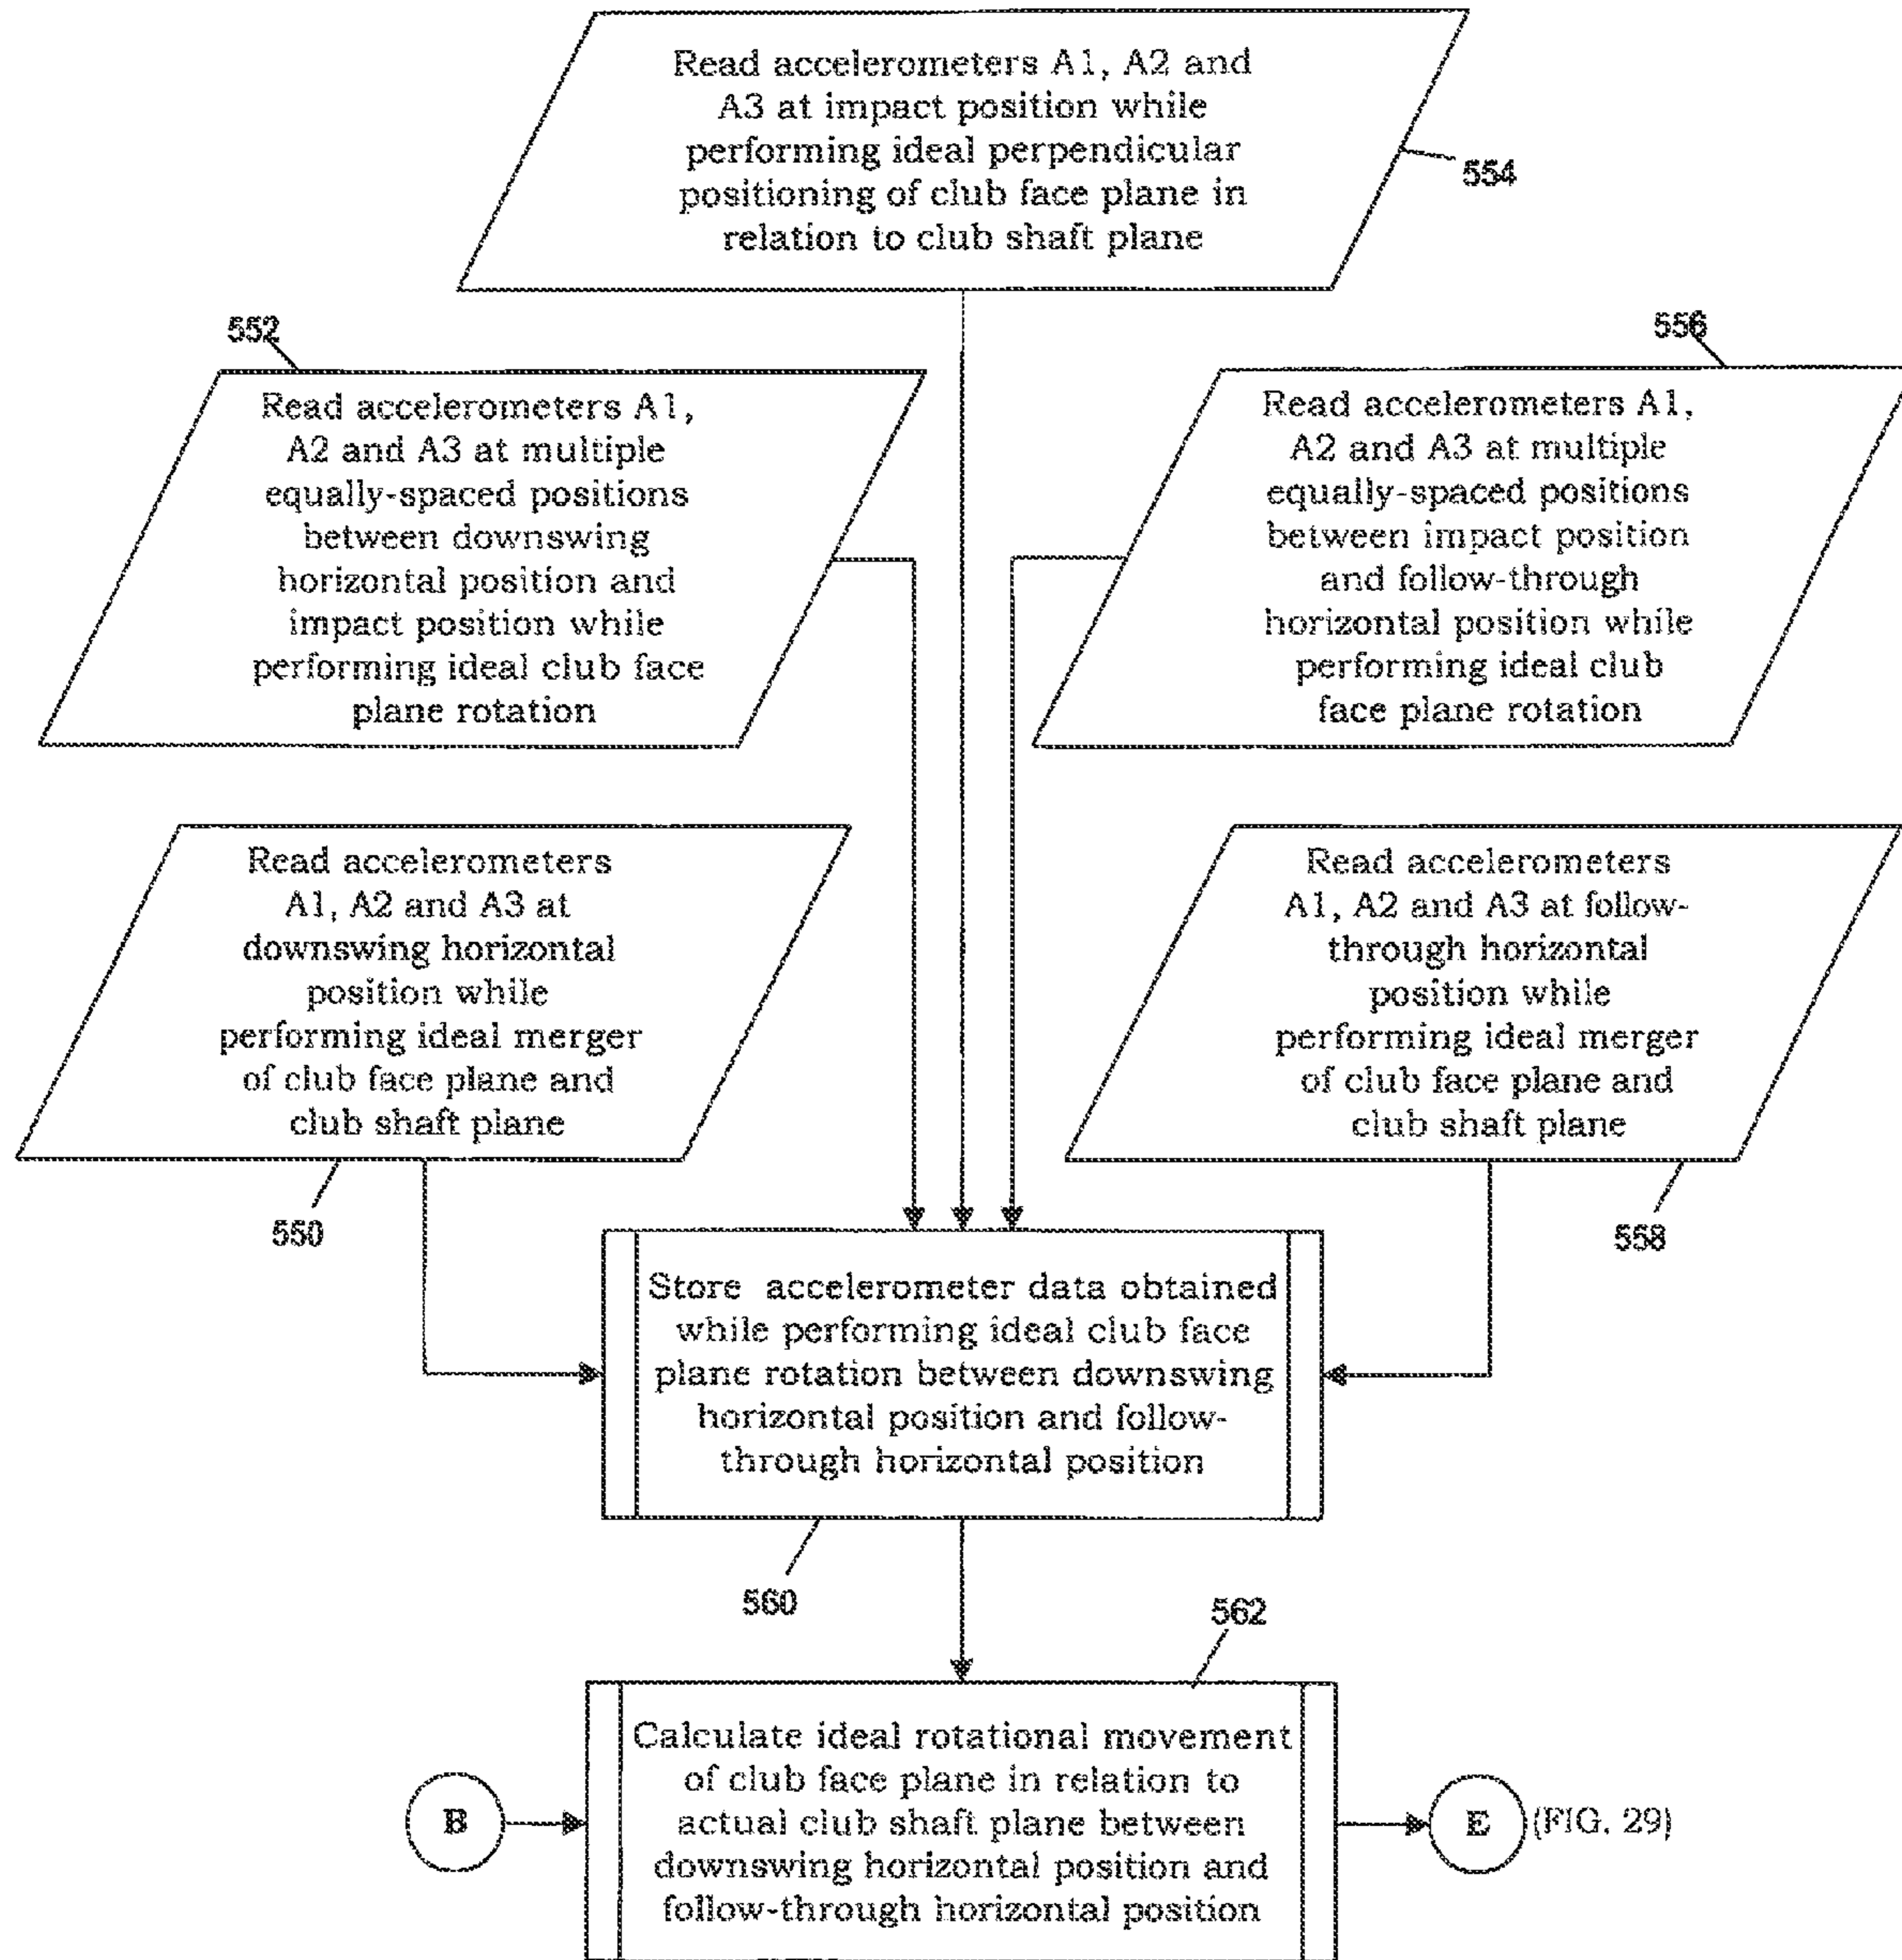 Read accelerometers A1, A2 and
A3 at impact position while
performing ideal perpendicular
positioning of club face plane in
relation to club shaft plane
554
552
Read accelerometers A1,
A2 and A3 at multiple
equally-spaced positions
between downswing
horizontal position and
impact position while
performing ideal club face
plane rotation
556
Read accelerometers A1,
A2 and A3 at multiple
equally-spaced positions
between impact position
and follow-through
horizontal position while
performing ideal club
face plane rotation
Read accelerometers
A1, A2 and A3 at
downswing horizontal
position while
performing ideal merger
of club face plane and
club shaft plane
550
Read accelerometers
A1, A2 and A3 at follow-
through horizontal
position while
performing ideal merger
of club face plane and
club shaft plane
558
Store accelerometer data obtained
while performing ideal club face
plane rotation between downswing
horizontal position and follow-
through horizontal position
560
562
Calculate ideal rotational movement
of club face plane in relation to
actual club shaft plane between
downswing horizontal position and
follow-through horizontal position
B
E (FIG. 29)